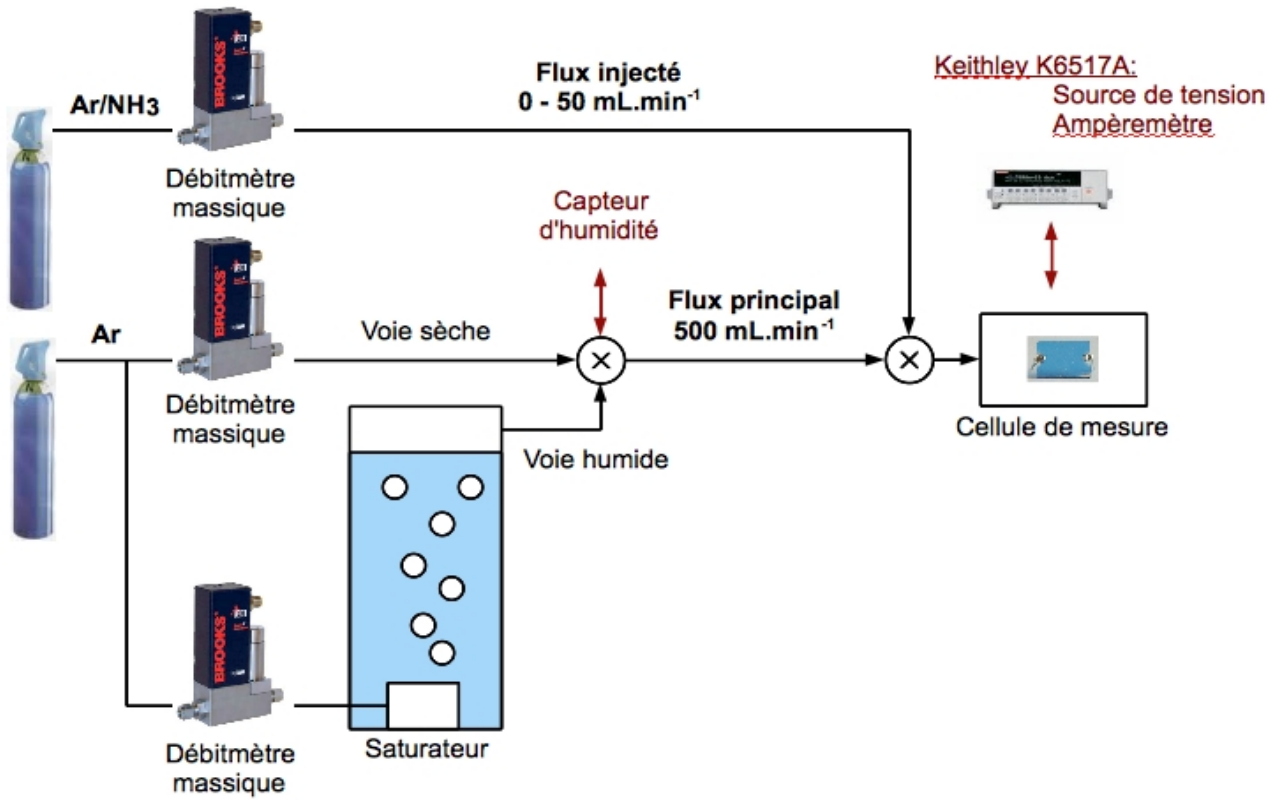 Ar/NH3
BROOKS
Débitmètre
massique
Flux injecté
0 - 50 mL.min-1
Keithley K6517A:
Source de tension
Ampèremètre
Capteur
d'humidité
Ar
BROOKS
Débitmètre
massique
Voie sèche
Flux principal
500 mL.min-1
Voie humide
Cellule de mesure
BROOKS
Débitmètre
massique
Saturateur